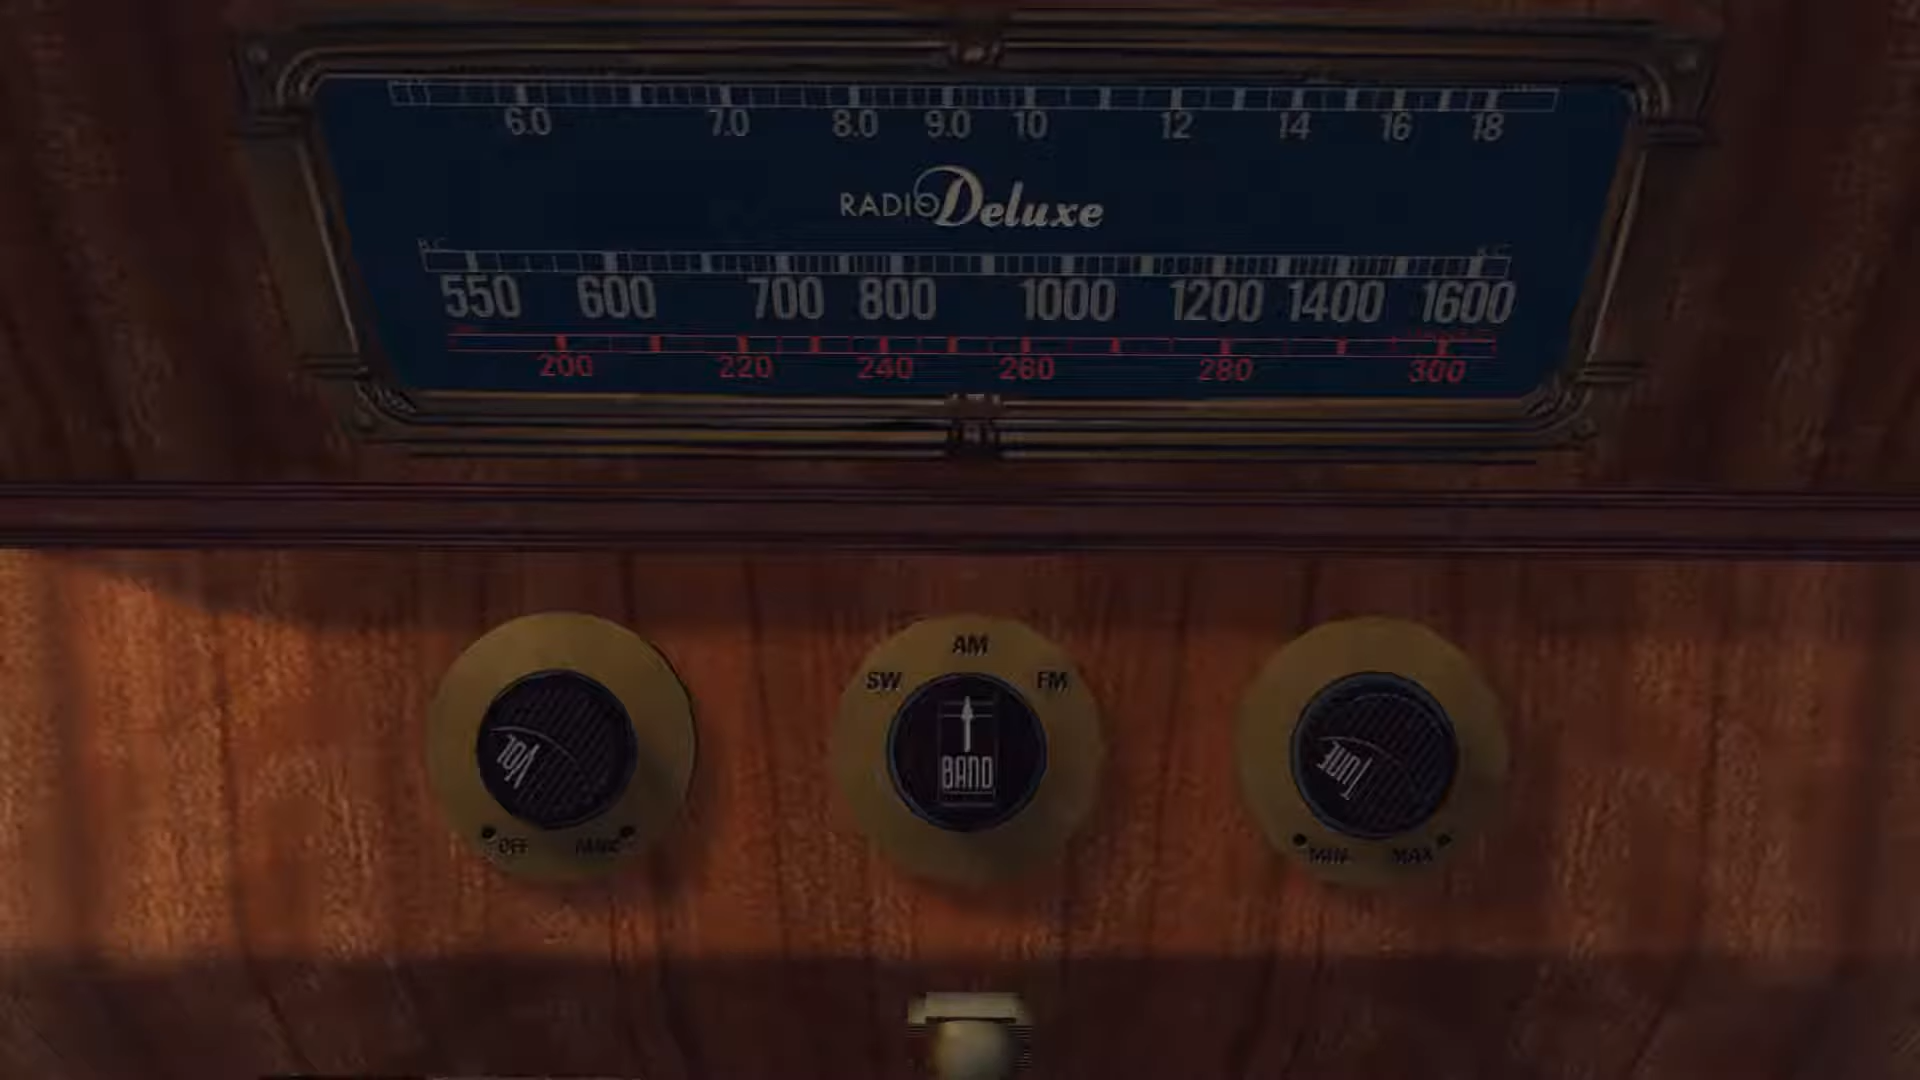 6.0 7.0 8.0 9.0 10 12 14 16 18
RADIO Deluxe
550 600 700 800 1000 1200 1400 1600
200 220 240 260 280 300
VOL
OFF
SW AM FM
BAND
TUNE
MIN MAX